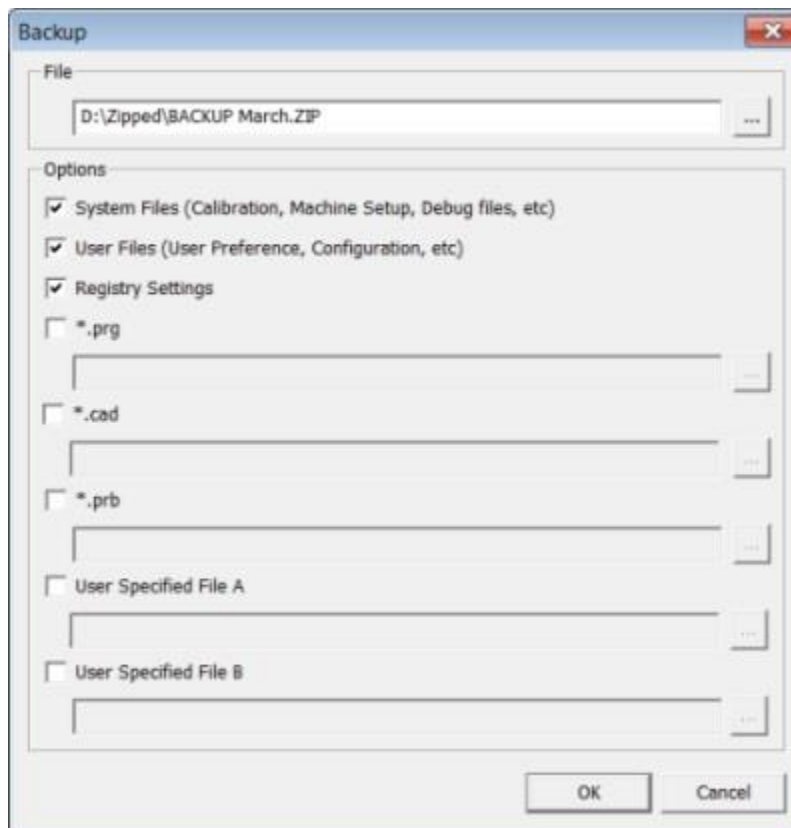 Backup
File
D:\Zipped\BACKUP March.ZIP
...
Options
System Files (Calibration, Machine Setup, Debug files, etc)
User Files (User Preference, Configuration, etc)
Registry Settings
*.prg
...
*.cad
...
*.prb
...
User Specified File A
...
User Specified File B
...
OK Cancel